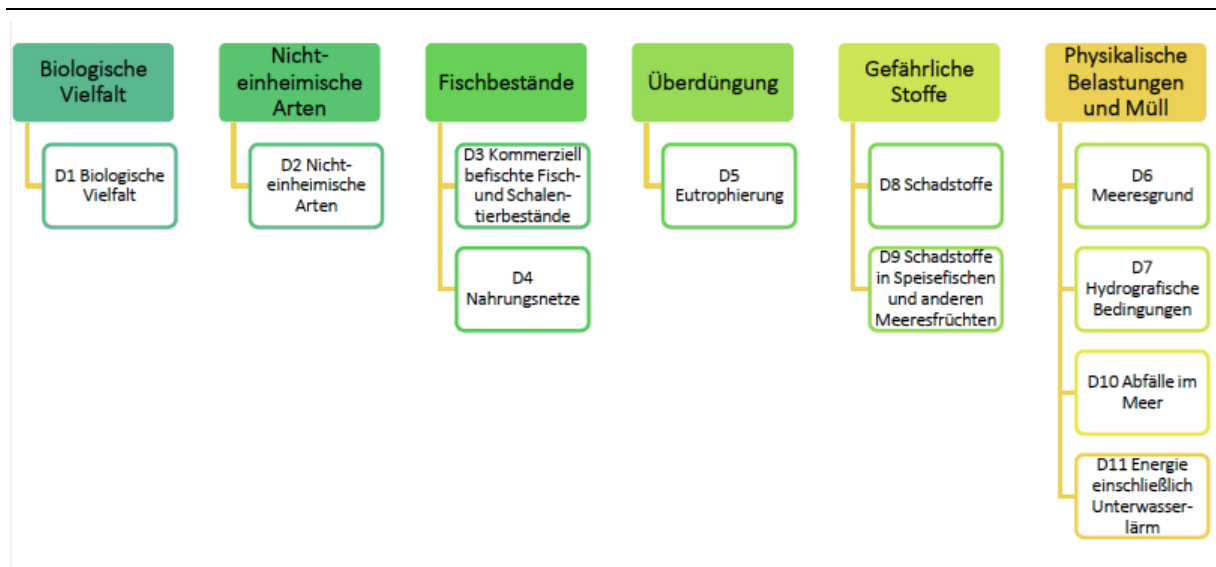 Biologische
Vielfalt
D1 Biologische
Vielfalt
Nicht-
einheimische
Arten
D2 Nicht-
einheimische
Arten
Fischbestände
D3 Kommerziell
befischte Fisch-
und Schalen-
tierbestände
D4
Nahrungsnetze
Überdüngung
D5
Eutrophierung
Gefährliche
Stoffe
D8 Schadstoffe
D9 Schadstoffe
in Speisefischen
und anderen
Meeresfrüchten
Physikalische
Belastungen
und Müll
D6
Meeresgrund
D7
Hydrografische
Bedingungen
D10 Abfälle im
Meer
D11 Energie
einschließlich
Unterwasser-
lärm